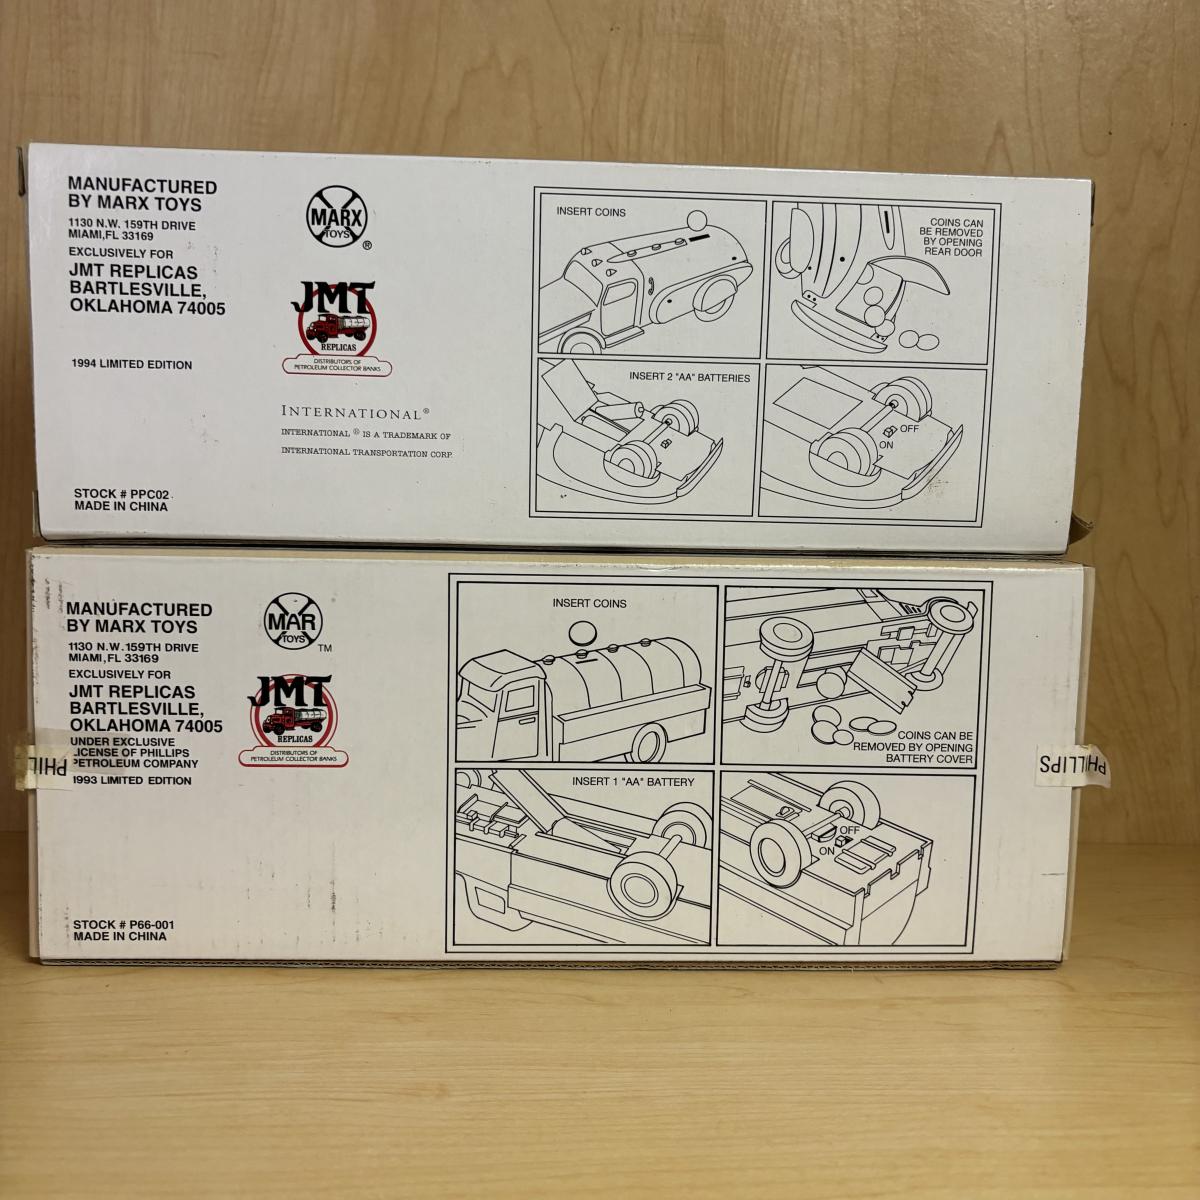 MANUFACTURED
BY MARX TOYS
1130 N.W. 159TH DRIVE
MIAMI,FL 33169
EXCLUSIVELY FOR
JMT REPLICAS
BARTLESVILLE,
OKLAHOMA 74005
1994 LIMITED EDITION
STOCK # PPC02
MADE IN CHINA
MARX
TOYS
®
JMT
REPLICAS
DISTRIBUTORS OF
PETROLEUM COLLECTOR BANKS
INTERNATIONAL®
INTERNATIONAL ® IS A TRADEMARK OF
INTERNATIONAL TRANSPORTATION CORP.
INSERT COINS
COINS CAN
BE REMOVED
BY OPENING
REAR DOOR
INSERT 2 "AA" BATTERIES
OFF
ON
MANUFACTURED
BY MARX TOYS
1130 N.W. 159TH DRIVE
MIAMI,FL 33169
EXCLUSIVELY FOR
JMT REPLICAS
BARTLESVILLE,
OKLAHOMA 74005
UNDER EXCLUSIVE
LICENSE OF PHILLIPS
PETROLEUM COMPANY
1993 LIMITED EDITION
STOCK # P66-001
MADE IN CHINA
MAR
TOYS
TM
JMT
REPLICAS
DISTRIBUTORS OF
PETROLEUM COLLECTOR BANKS
INSERT COINS
COINS CAN BE
REMOVED BY OPENING
BATTERY COVER
INSERT 1 "AA" BATTERY
OFF
ON
PHIL
PHILLIPS